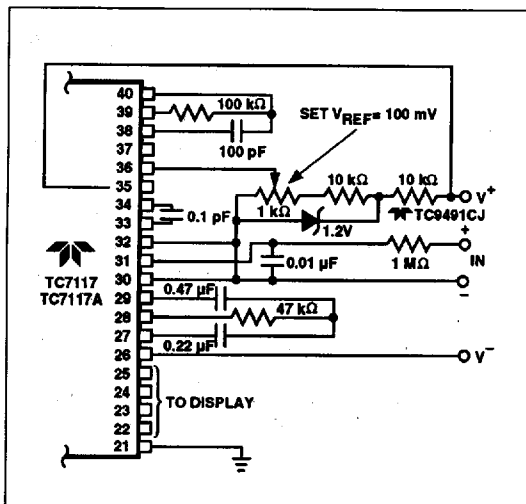 40
39
38
37
36
35
34
33
32
31
30
29
28
27
26
25
24
23
22
21
TC7117
TC7117A
100 kΩ
100 pF
SET VREF = 100 mV
10 kΩ
10 kΩ
V+
1 kΩ
1.2V
TC9491CJ
0.1 pF
+
IN
−
0.01 µF
1 MΩ
0.47 µF
47 kΩ
0.22 µF
V−
TO DISPLAY